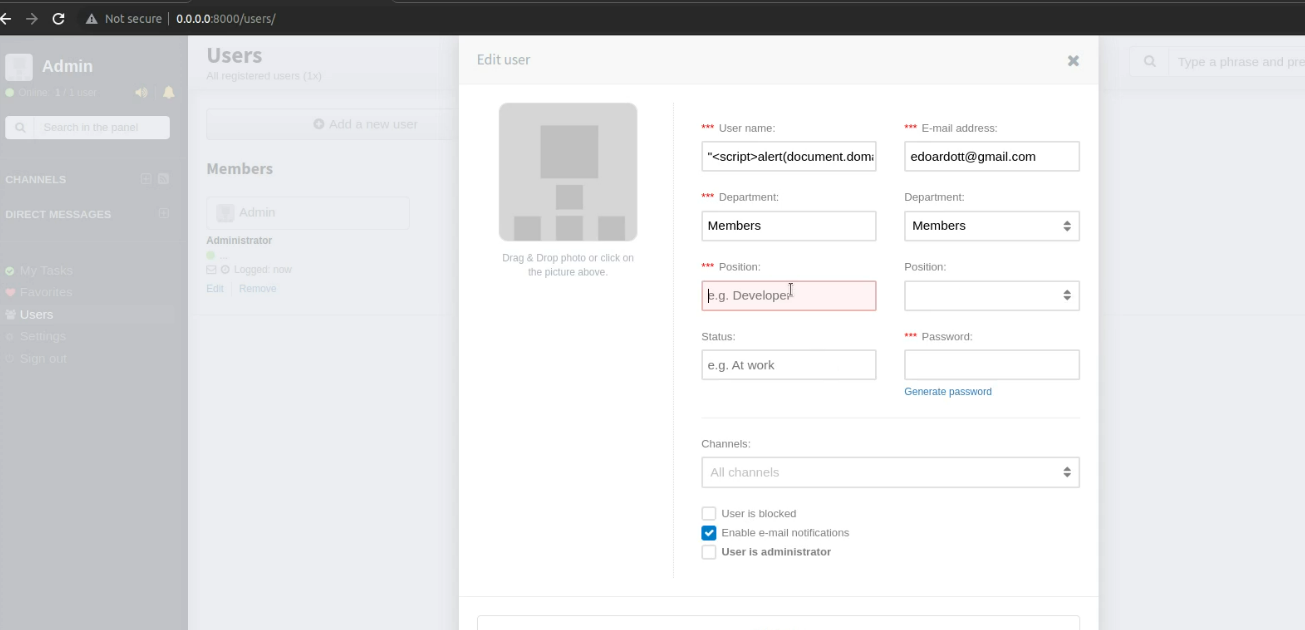 Not secure | 0.0.0.0:8000/users/
Admin
Online: 1 / 1 user
Search in the panel
CHANNELS
DIRECT MESSAGES
My Tasks
Favorites
Users
Settings
Sign out
Users
All registered users (1x)
Add a new user
Members
Admin
Administrator
...
Logged: now
Edit Remove
Type a phrase and pre
Edit user
Drag & Drop photo or click on
the picture above.
*** User name: *** E-mail address:
"<script>alert(document.doma edoardott@gmail.com
*** Department: Department:
Members Members
*** Position: Position:
e.g. Developer
Status: *** Password:
e.g. At work
Generate password
Channels:
All channels
User is blocked
Enable e-mail notifications
User is administrator